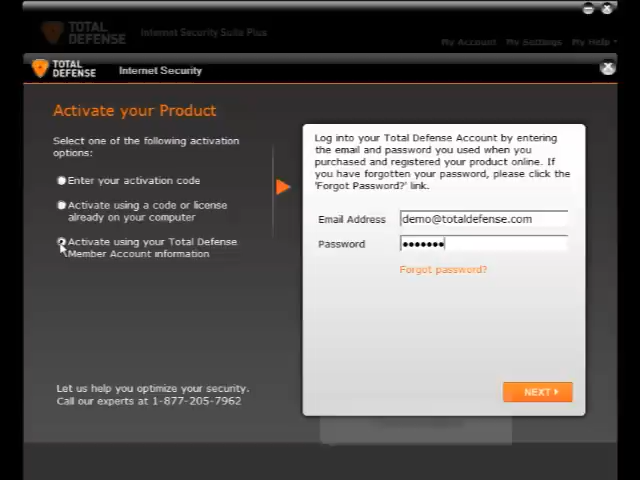 TOTAL
DEFENSE
Internet Security Suite Plus
My Account
My Settings
My Help
TOTAL
DEFENSE
Internet Security
Activate your Product
Select one of the following activation
options:
Enter your activation code
Activate using a code or license
already on your computer
Activate using your Total Defense
Member Account information
Log into your Total Defense Account by entering
the email and password you used when you
purchased and registered your product online. If
you have forgotten your password, please click the
'Forgot Password?' link.
Email Address
demo@totaldefense.com
Password
•••••••
Forgot password?
NEXT
Let us help you optimize your security.
Call our experts at 1-877-205-7962